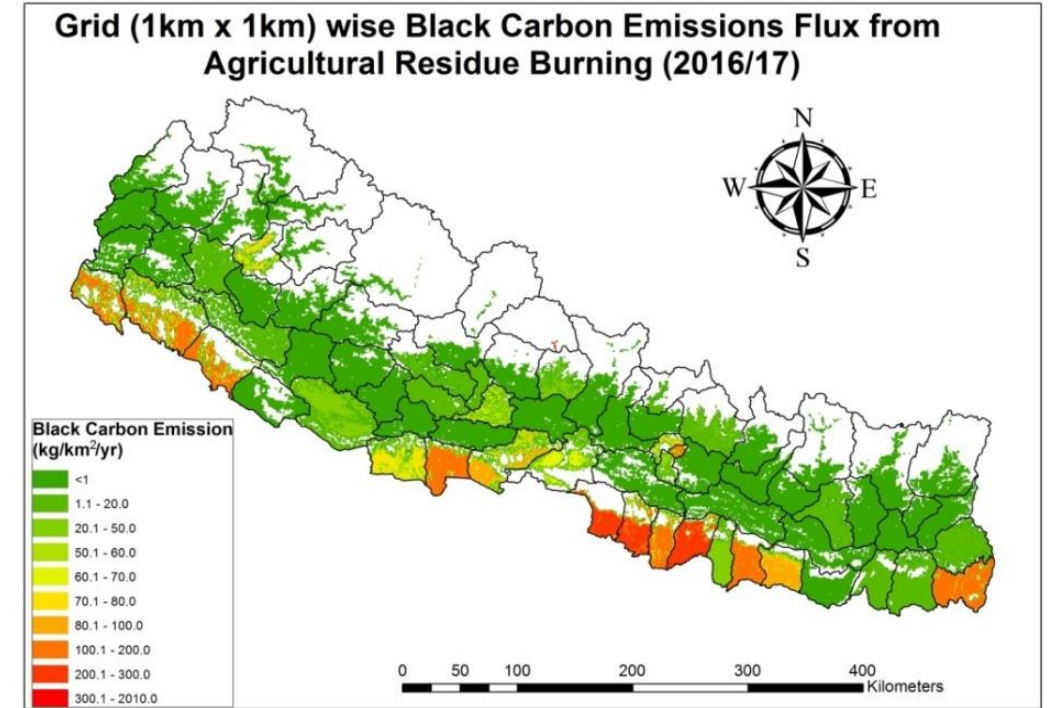 Grid (1km x 1km) wise Black Carbon Emissions Flux from
Agricultural Residue Burning (2016/17)
N
W
E
S
Black Carbon Emission
(kg/km²/yr)
<1
1.1 - 20.0
20.1 - 50.0
50.1 - 60.0
60.1 - 70.0
70.1 - 80.0
80.1 - 100.0
100.1 - 200.0
200.1 - 300.0
300.1 - 2010.0
0 50 100 200 300 400
Kilometers